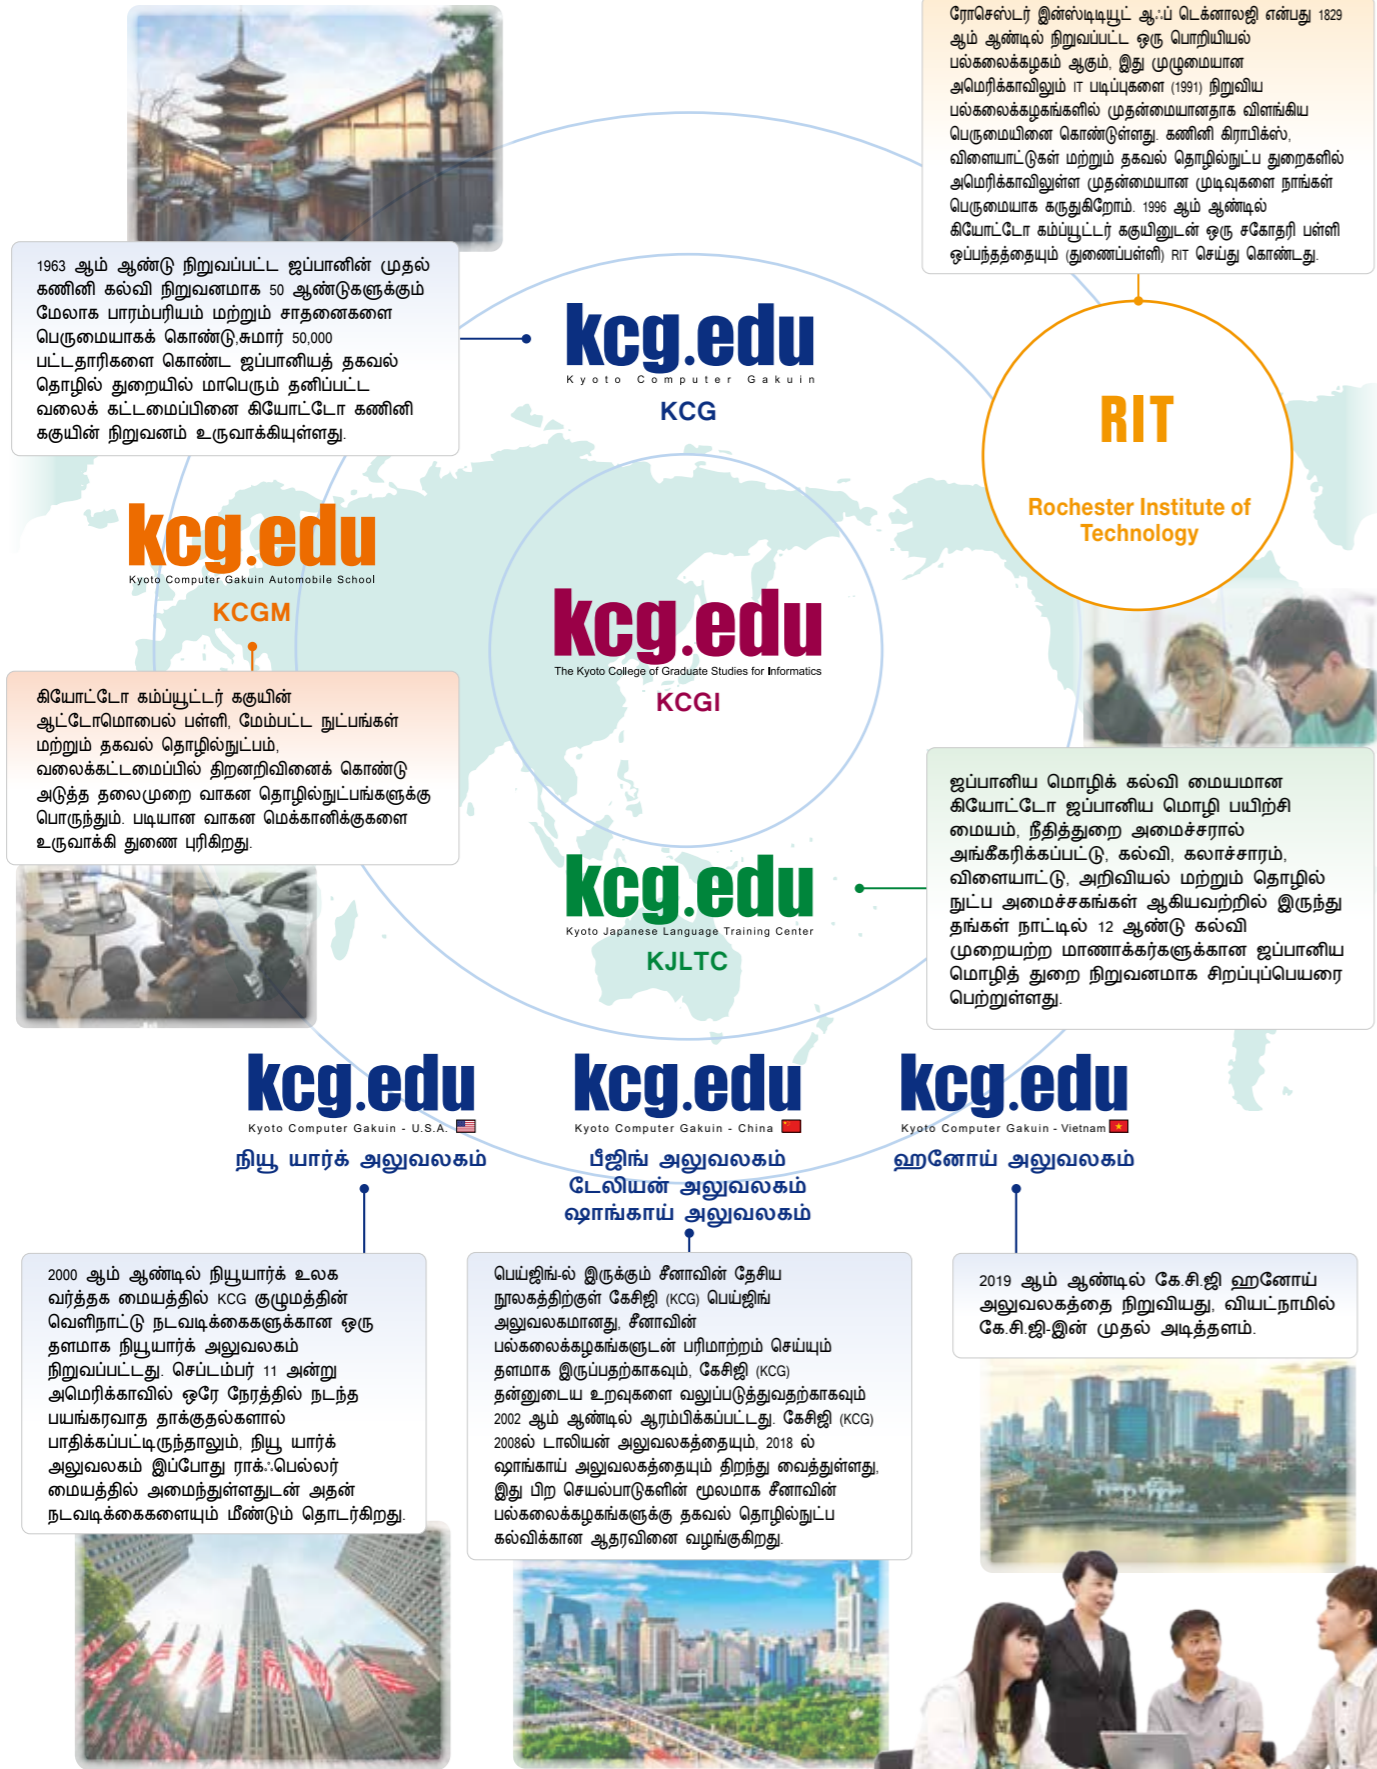 ரோசெஸ்டர் இன்ஸ்டிடியூட் ஆஃப் டெக்னாலஜி என்பது 1829
ஆம் ஆண்டில் நிறுவப்பட்ட ஒரு பொறியியல்
பல்கலைக்கழகம் ஆகும், இது முழுமையான
அமெரிக்காவிலும் IT படிப்புகளை (1991) நிறுவிய
பல்கலைக்கழகங்களில் முதன்மையானதாக விளங்கிய
பெருமையினை கொண்டுள்ளது. கணினி கிராபிக்ஸ்,
விளையாட்டுகள் மற்றும் தகவல் தொழில்நுட்ப துறைகளில்
அமெரிக்காவிலுள்ள முதன்மையான முடிவுகளை நாங்கள்
பெருமையாக கருதுகிறோம். 1996 ஆம் ஆண்டில்
கியோட்டோ கம்ப்யூட்டர் ககுயினுடன் ஒரு சகோதரி பள்ளி
ஒப்பந்தத்தையும் (துணைப்பள்ளி) RIT செய்து கொண்டது.
1963 ஆம் ஆண்டு நிறுவப்பட்ட ஜப்பானின் முதல்
கணினி கல்வி நிறுவனமாக 50 ஆண்டுகளுக்கும்
மேலாக பாரம்பரியம் மற்றும் சாதனைகளை
பெருமையாகக் கொண்டு,சுமார் 50,000
பட்டதாரிகளை கொண்ட ஜப்பானியத் தகவல்
தொழில் துறையில் மாபெரும் தனிப்பட்ட
வலைக் கட்டமைப்பினை கியோட்டோ கணினி
ககுயின் நிறுவனம் உருவாக்கியுள்ளது.
kcg.edu
Kyoto Computer Gakuin
KCG
RIT
Rochester Institute of
Technology
kcg.edu
Kyoto Computer Gakuin Automobile School
KCGM
kcg.edu
The Kyoto College of Graduate Studies for Informatics
KCGI
கியோட்டோ கம்ப்யூட்டர் ககுயின்
ஆட்டோமொபைல் பள்ளி, மேம்பட்ட நுட்பங்கள்
மற்றும் தகவல் தொழில்நுட்பம்,
வலைக்கட்டமைப்பில் திறனறிவினைக் கொண்டு
அடுத்த தலைமுறை வாகன தொழில்நுட்பங்களுக்கு
பொருந்தும். படியான வாகன மெக்கானிக்குகளை
உருவாக்கி துணை புரிகிறது.
ஜப்பானிய மொழிக் கல்வி மையமான
கியோட்டோ ஜப்பானிய மொழி பயிற்சி
மையம், நீதித்துறை அமைச்சரால்
அங்கீகரிக்கப்பட்டு, கல்வி, கலாச்சாரம்,
விளையாட்டு, அறிவியல் மற்றும் தொழில்
நுட்ப அமைச்சகங்கள் ஆகியவற்றில் இருந்து
தங்கள் நாட்டில் 12 ஆண்டு கல்வி
முறையற்ற மாணாக்கர்களுக்கான ஜப்பானிய
மொழித் துறை நிறுவனமாக சிறப்புப்பெயரை
பெற்றுள்ளது.
kcg.edu
Kyoto Japanese Language Training Center
KJLTC
kcg.edu
Kyoto Computer Gakuin - U.S.A.
நியூ யார்க் அலுவலகம்
kcg.edu
Kyoto Computer Gakuin - China
பீஜிங் அலுவலகம்
டேலியன் அலுவலகம்
ஷாங்காய் அலுவலகம்
kcg.edu
Kyoto Computer Gakuin - Vietnam
ஹனோய் அலுவலகம்
2000 ஆம் ஆண்டில் நியூயார்க் உலக
வர்த்தக மையத்தில் KCG குழுமத்தின்
வெளிநாட்டு நடவடிக்கைகளுக்கான ஒரு
தளமாக நியூயார்க் அலுவலகம்
நிறுவப்பட்டது. செப்டம்பர் 11 அன்று
அமெரிக்காவில் ஒரே நேரத்தில் நடந்த
பயங்கரவாத தாக்குதல்களால்
பாதிக்கப்பட்டிருந்தாலும், நியூ யார்க்
அலுவலகம் இப்போது ராக்ஃபெல்லர்
மையத்தில் அமைந்துள்ளதுடன் அதன்
நடவடிக்கைகளையும் மீண்டும் தொடர்கிறது.
பெய்ஜிங்-ல் இருக்கும் சீனாவின் தேசிய
நூலகத்திற்குள் கேசிஜி (KCG) பெய்ஜிங்
அலுவலகமானது, சீனாவின்
பல்கலைக்கழகங்களுடன் பரிமாற்றம் செய்யும்
தளமாக இருப்பதற்காகவும், கேசிஜி (KCG)
தன்னுடைய உறவுகளை வலுப்படுத்துவதற்காகவும்
2002 ஆம் ஆண்டில் ஆரம்பிக்கப்பட்டது. கேசிஜி (KCG)
2008ல் டாலியன் அலுவலகத்தையும், 2018 ல்
ஷாங்காய் அலுவலகத்தையும் திறந்து வைத்துள்ளது,
இது பிற செயல்பாடுகளின் மூலமாக சீனாவின்
பல்கலைக்கழகங்களுக்கு தகவல் தொழில்நுட்ப
கல்விக்கான ஆதரவினை வழங்குகிறது.
2019 ஆம் ஆண்டில் கே.சி.ஜி ஹனோய்
அலுவலகத்தை நிறுவியது, வியட்நாமில்
கே.சி.ஜி-இன் முதல் அடித்தளம்.